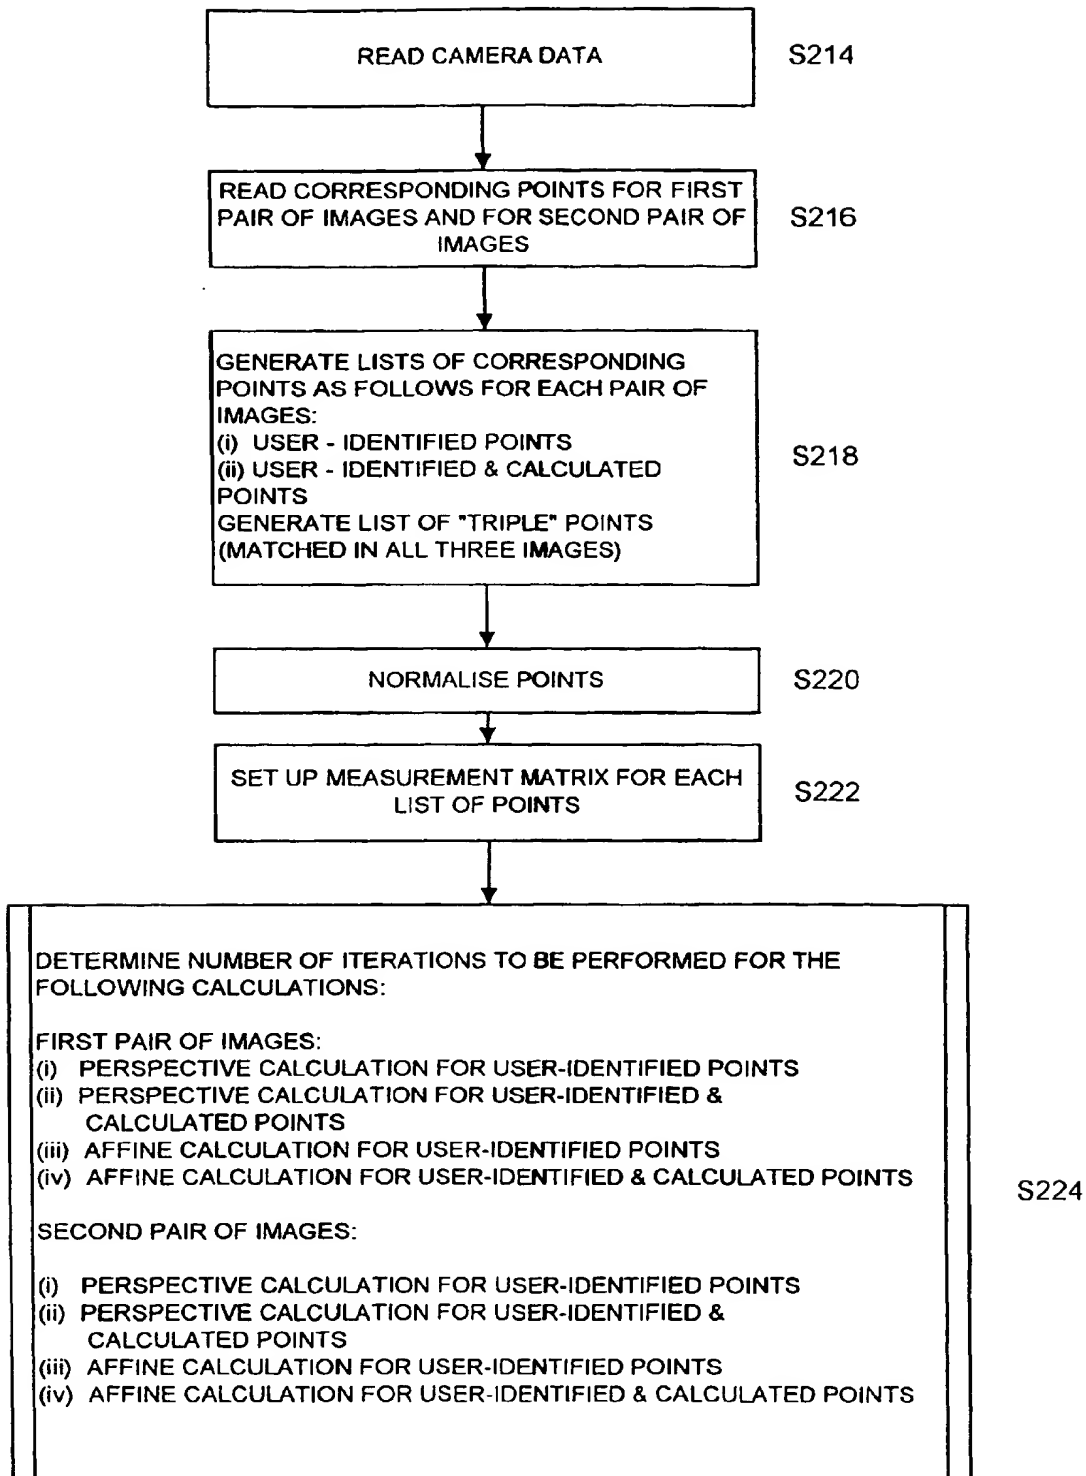 READ CAMERA DATA
S214
READ CORRESPONDING POINTS FOR FIRST
PAIR OF IMAGES AND FOR SECOND PAIR OF
IMAGES
S216
GENERATE LISTS OF CORRESPONDING
POINTS AS FOLLOWS FOR EACH PAIR OF
IMAGES:
(i) USER - IDENTIFIED POINTS
(ii) USER - IDENTIFIED & CALCULATED
POINTS
GENERATE LIST OF "TRIPLE" POINTS
(MATCHED IN ALL THREE IMAGES)
S218
NORMALISE POINTS
S220
SET UP MEASUREMENT MATRIX FOR EACH
LIST OF POINTS
S222
DETERMINE NUMBER OF ITERATIONS TO BE PERFORMED FOR THE
FOLLOWING CALCULATIONS:
FIRST PAIR OF IMAGES:
(i) PERSPECTIVE CALCULATION FOR USER-IDENTIFIED POINTS
(ii) PERSPECTIVE CALCULATION FOR USER-IDENTIFIED &
CALCULATED POINTS
(iii) AFFINE CALCULATION FOR USER-IDENTIFIED POINTS
(iv) AFFINE CALCULATION FOR USER-IDENTIFIED & CALCULATED POINTS
S224
SECOND PAIR OF IMAGES:
(i) PERSPECTIVE CALCULATION FOR USER-IDENTIFIED POINTS
(ii) PERSPECTIVE CALCULATION FOR USER-IDENTIFIED &
CALCULATED POINTS
(iii) AFFINE CALCULATION FOR USER-IDENTIFIED POINTS
(iv) AFFINE CALCULATION FOR USER-IDENTIFIED & CALCULATED POINTS